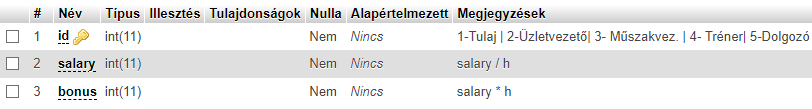 # Név Típus Illesztés Tulajdonságok Nulla Alapértelmezett Megjegyzések
1 id int(11) Nem Nincs 1-Tulaj | 2-Üzletvezető| 3- Műszakvez. | 4- Tréner| 5-Dolgozó
2 salary int(11) Nem Nincs salary / h
3 bonus int(11) Nem Nincs salary * h